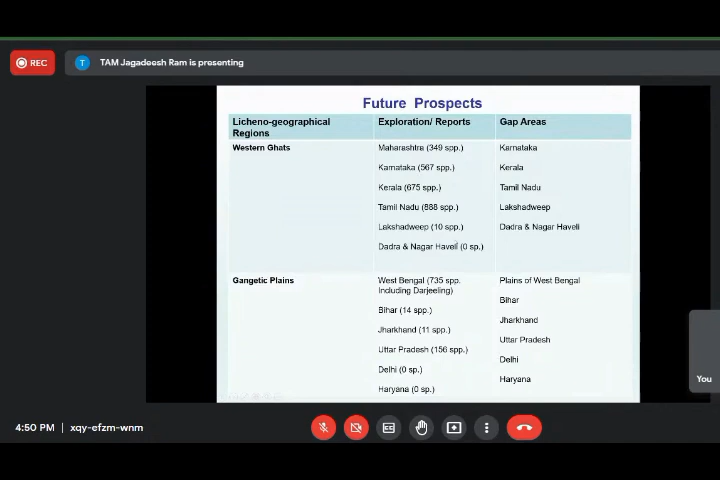 REC
T
TAM Jagadeesh Ram is presenting
Future Prospects
Licheno-geographical Regions
Exploration/ Reports
Gap Areas
Western Ghats
Maharashtra (349 spp.)
Karnataka
Karnataka (567 spp.)
Kerala
Kerala (675 spp.)
Tamil Nadu
Tamil Nadu (888 spp.)
Lakshadweep
Lakshadweep (10 spp.)
Dadra & Nagar Haveli
Dadra & Nagar Haveli (0 sp.)
Gangetic Plains
West Bengal (735 spp.
Including Darjeeling)
Plains of West Bengal
Bihar
Bihar (14 spp.)
Jharkhand
Jharkhand (11 spp.)
Uttar Pradesh
Uttar Pradesh (156 spp.)
Delhi
Delhi (0 sp.)
Haryana
Haryana (0 sp.)
You
4:50 PM | xqy-efzm-wnm
CC